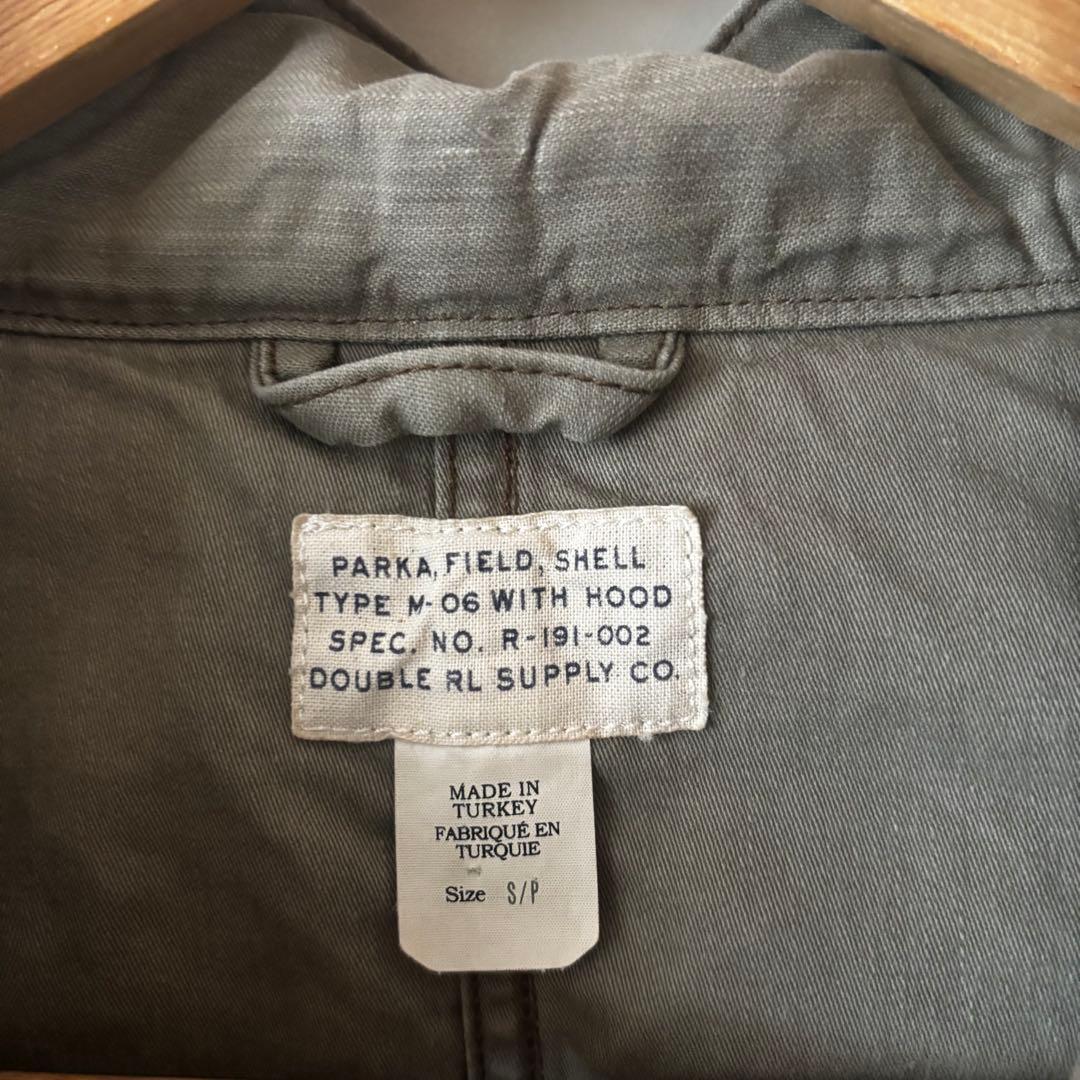 PARKA, FIELD, SHELL
TYPE M-06 WITH HOOD
SPEC. NO. R-191-002
DOUBLE RL SUPPLY CO.
MADE IN
TURKEY
FABRIQUÉ EN
TURQUIE
Size S/P